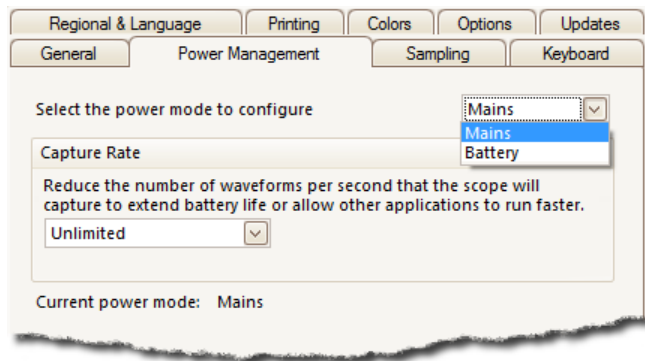 Regional & Language Printing Colors Options Updates
General Power Management Sampling Keyboard
Select the power mode to configure Mains
Mains
Battery
Capture Rate
Reduce the number of waveforms per second that the scope will
capture to extend battery life or allow other applications to run faster.
Unlimited
Current power mode: Mains